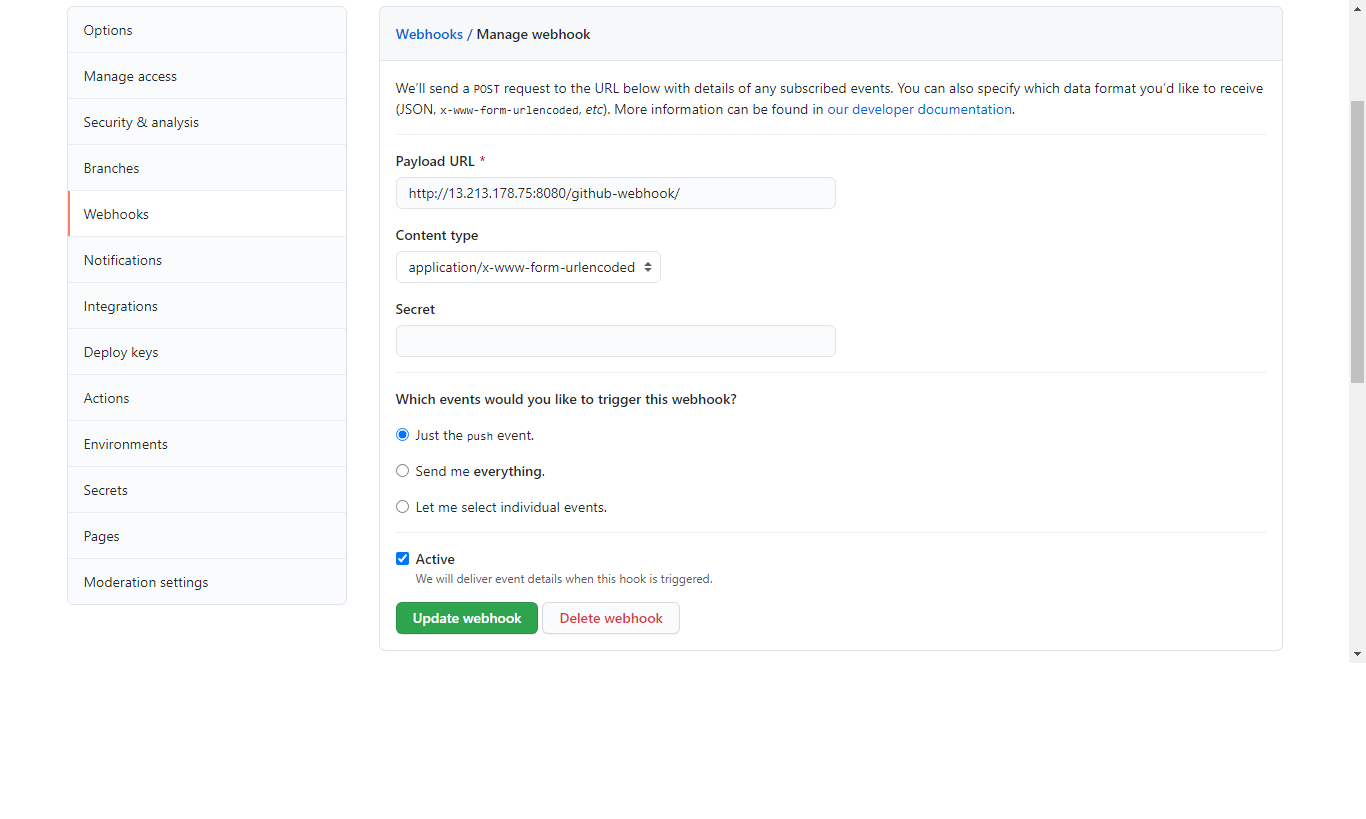 Options
Manage access
Security & analysis
Branches
Webhooks
Notifications
Integrations
Deploy keys
Actions
Environments
Secrets
Pages
Moderation settings
Webhooks / Manage webhook
We’ll send a POST request to the URL below with details of any subscribed events. You can also specify which data format you’d like to receive
(JSON, x-www-form-urlencoded, etc). More information can be found in our developer documentation.
Payload URL *
http://13.213.178.75:8080/github-webhook/
Content type
application/x-www-form-urlencoded
Secret
Which events would you like to trigger this webhook?
Just the push event.
Send me everything.
Let me select individual events.
Active
We will deliver event details when this hook is triggered.
Update webhook Delete webhook